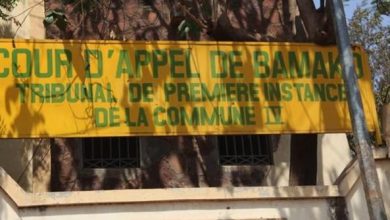 COUR D'APPEL DE BAMAKO
TRIBUNAL DE PREMIERE INSTANCE
DE LA COMMUNE IV